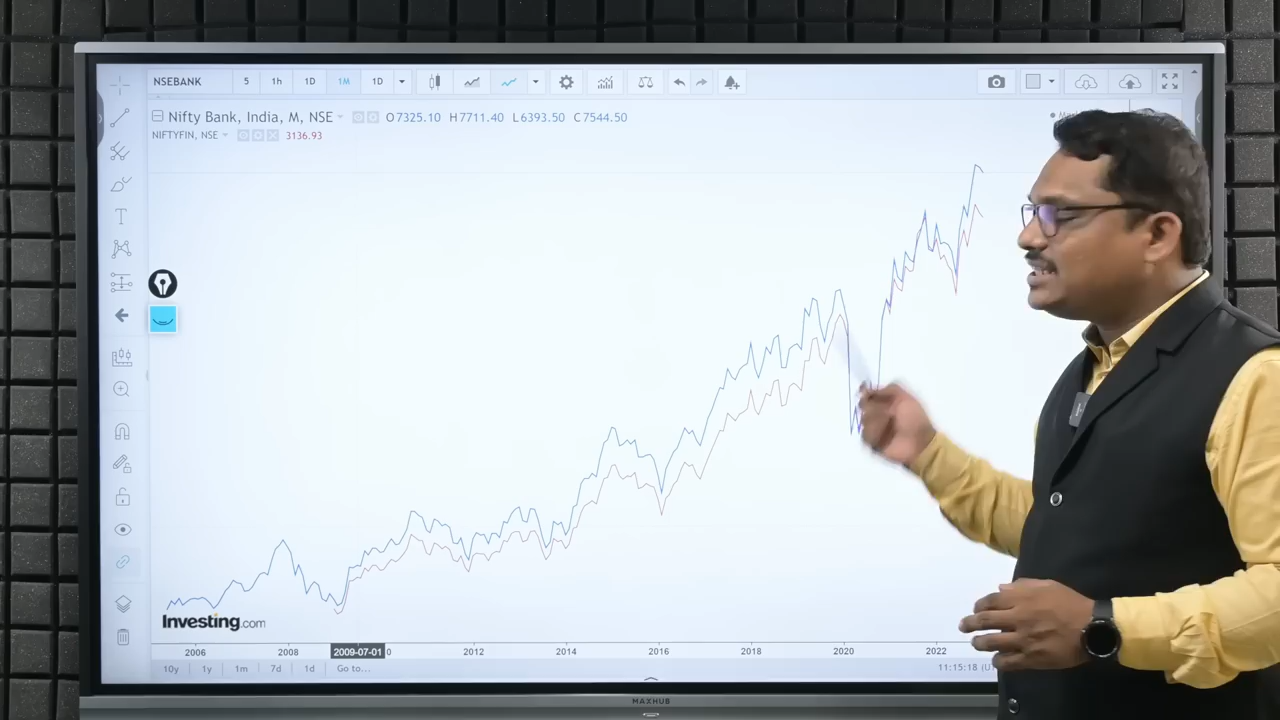 NSEBANK 5 1h 1D 1M 1D
Nifty Bank, India, M, NSE O7325.10 H7711.40 L6393.50 C7544.50
NIFTYFIN, NSE 3136.93
T
Investing.com
2006 2008 2009-07-01 0 2012 2014 2016 2018 2020 2022
10y 1y 1m 7d 1d Go to... 11:15:18 (U
MAXHUB